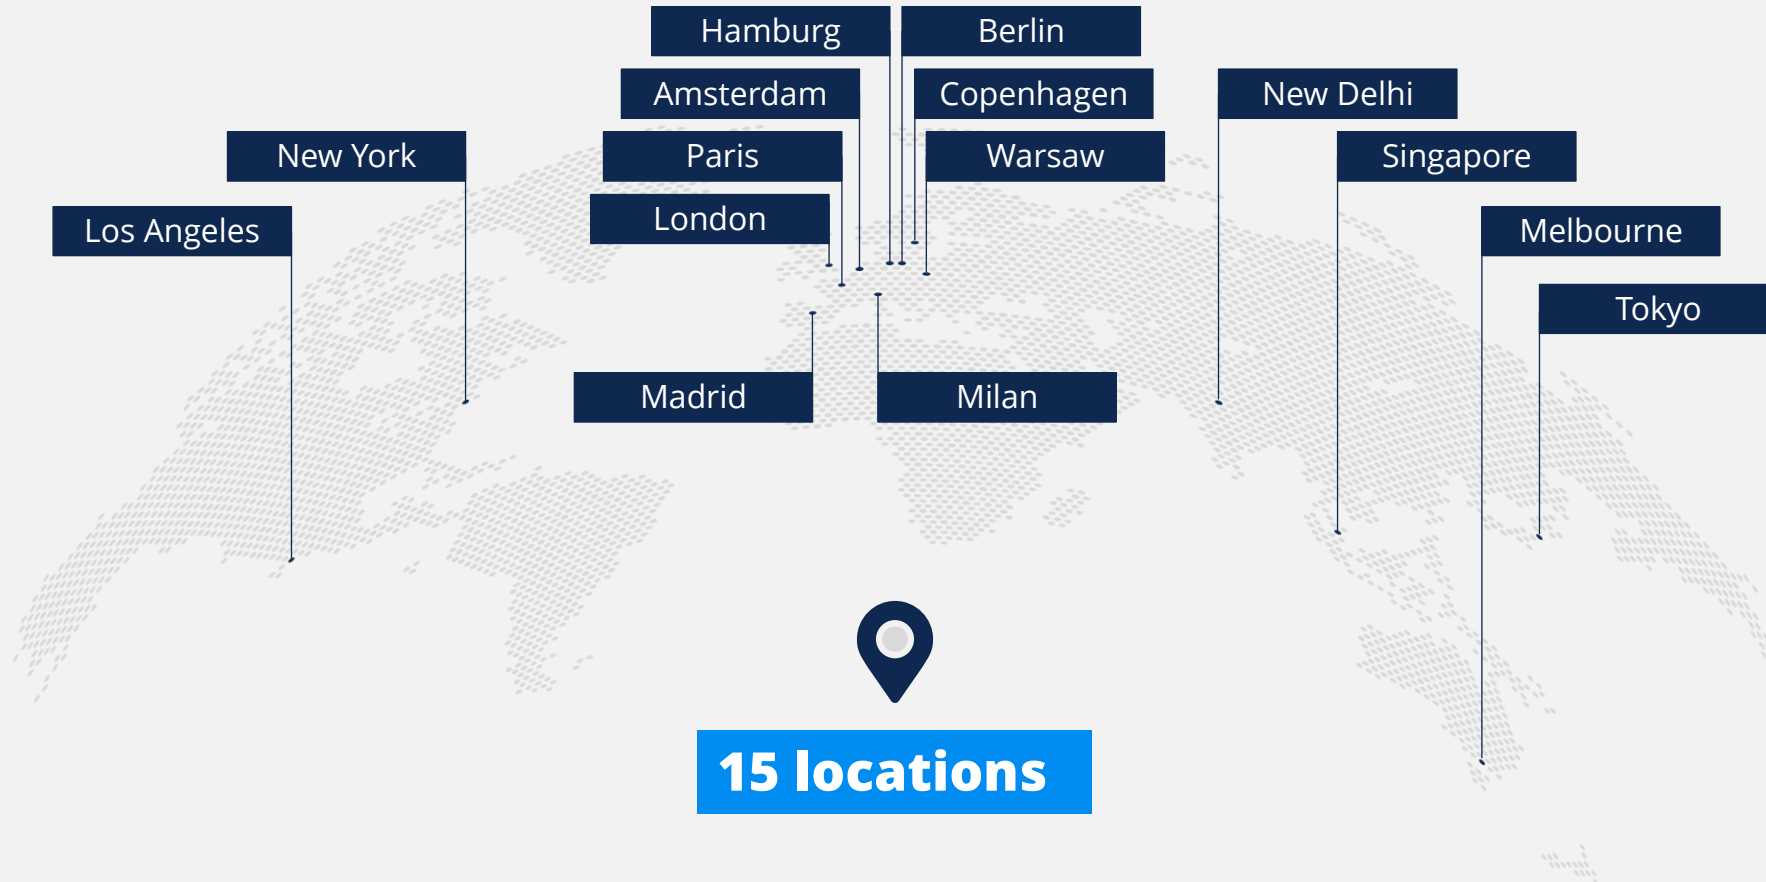 Hamburg
Berlin
Amsterdam
Copenhagen
New Delhi
New York
Paris
Warsaw
Singapore
London
Los Angeles
Melbourne
Tokyo
Madrid
Milan
15 locations